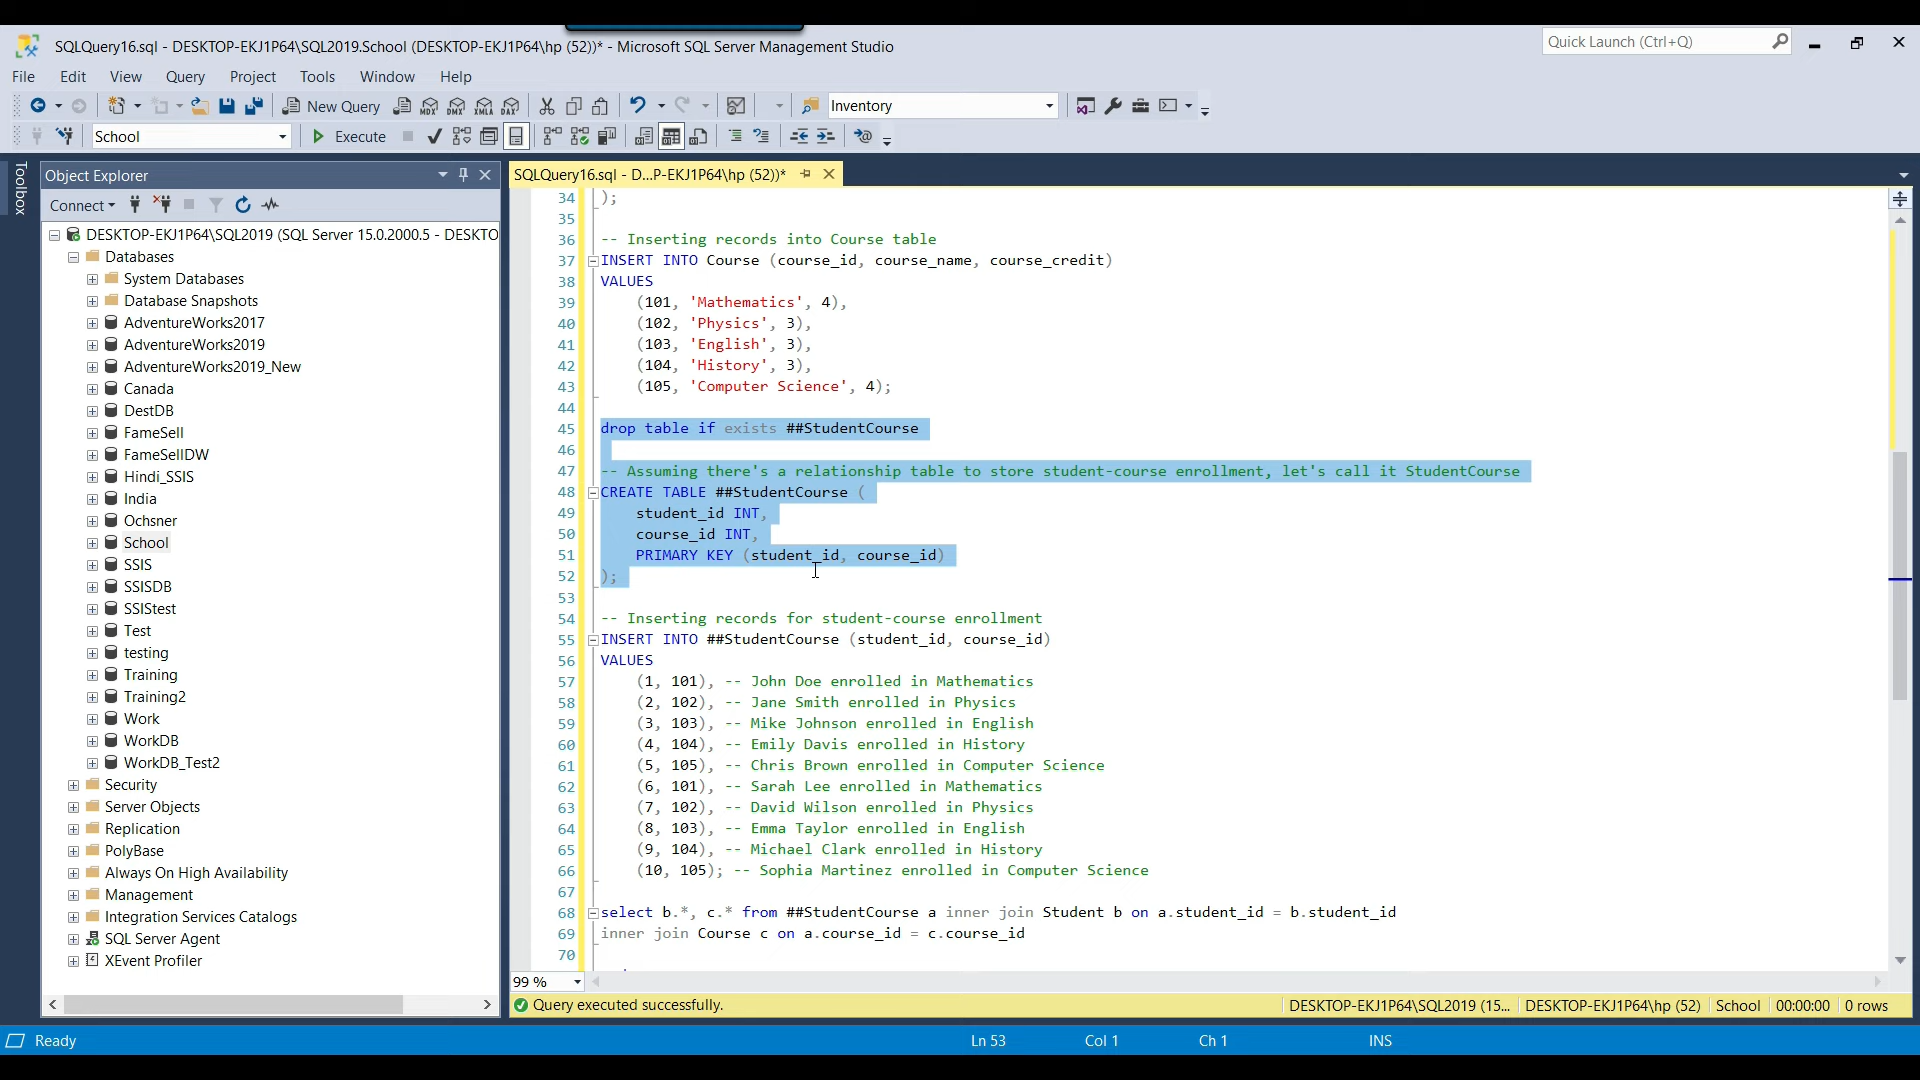 SQLQuery16.sql - DESKTOP-EKJ1P64\SQL2019.School (DESKTOP-EKJ1P64\hp (52))* - Microsoft SQL Server Management Studio
Quick Launch (Ctrl+Q)
File Edit View Query Project Tools Window Help
New Query MDX DMX XMLA DAX Inventory
School Execute
Toolbox
Object Explorer
SQLQuery16.sql - D...P-EKJ1P64\hp (52))*
Connect
DESKTOP-EKJ1P64\SQL2019 (SQL Server 15.0.2000.5 - DESKTO
Databases
System Databases
Database Snapshots
AdventureWorks2017
AdventureWorks2019
AdventureWorks2019_New
Canada
DestDB
FameSell
FameSellDW
Hindi_SSIS
India
Ochsner
School
SSIS
SSISDB
SSIStest
Test
testing
Training
Training2
Work
WorkDB
WorkDB_Test2
Security
Server Objects
Replication
PolyBase
Always On High Availability
Management
Integration Services Catalogs
SQL Server Agent
XEvent Profiler
34 );
35
36 -- Inserting records into Course table
37 INSERT INTO Course (course_id, course_name, course_credit)
38 VALUES
39 (101, 'Mathematics', 4),
40 (102, 'Physics', 3),
41 (103, 'English', 3),
42 (104, 'History', 3),
43 (105, 'Computer Science', 4);
44
45 drop table if exists ##StudentCourse
46
47 -- Assuming there's a relationship table to store student-course enrollment, let's call it StudentCourse
48 CREATE TABLE ##StudentCourse (
49 student_id INT,
50 course_id INT,
51 PRIMARY KEY (student_id, course_id)
52 );
53
54 -- Inserting records for student-course enrollment
55 INSERT INTO ##StudentCourse (student_id, course_id)
56 VALUES
57 (1, 101), -- John Doe enrolled in Mathematics
58 (2, 102), -- Jane Smith enrolled in Physics
59 (3, 103), -- Mike Johnson enrolled in English
60 (4, 104), -- Emily Davis enrolled in History
61 (5, 105), -- Chris Brown enrolled in Computer Science
62 (6, 101), -- Sarah Lee enrolled in Mathematics
63 (7, 102), -- David Wilson enrolled in Physics
64 (8, 103), -- Emma Taylor enrolled in English
65 (9, 104), -- Michael Clark enrolled in History
66 (10, 105); -- Sophia Martinez enrolled in Computer Science
67
68 select b.*, c.* from ##StudentCourse a inner join Student b on a.student_id = b.student_id
69 inner join Course c on a.course_id = c.course_id
70
99 %
Query executed successfully. DESKTOP-EKJ1P64\SQL2019 (15... DESKTOP-EKJ1P64\hp (52) School 00:00:00 0 rows
Ready Ln 53 Col 1 Ch 1 INS